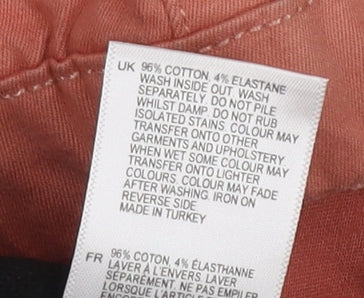 UK 96% COTTON, 4% ELASTANE
WASH INSIDE OUT. WASH
SEPARATELY. DO NOT PILE
WHILST DAMP. DO NOT RUB
ISOLATED STAINS. COLOUR MAY
TRANSFER ONTO OTHER
GARMENTS AND UPHOLSTERY
WHEN WET SOME COLOUR MAY
TRANSFER ONTO LIGHTER
COLOURS. COLOUR MAY FADE
AFTER WASHING. IRON ON
REVERSE SIDE
MADE IN TURKEY
FR 96% COTON, 4% ÉLASTHANNE
LAVER À L'ENVERS. LAVER
SÉPARÉMENT. NE PAS EMPILER
LORSQUE L'ARTICLE